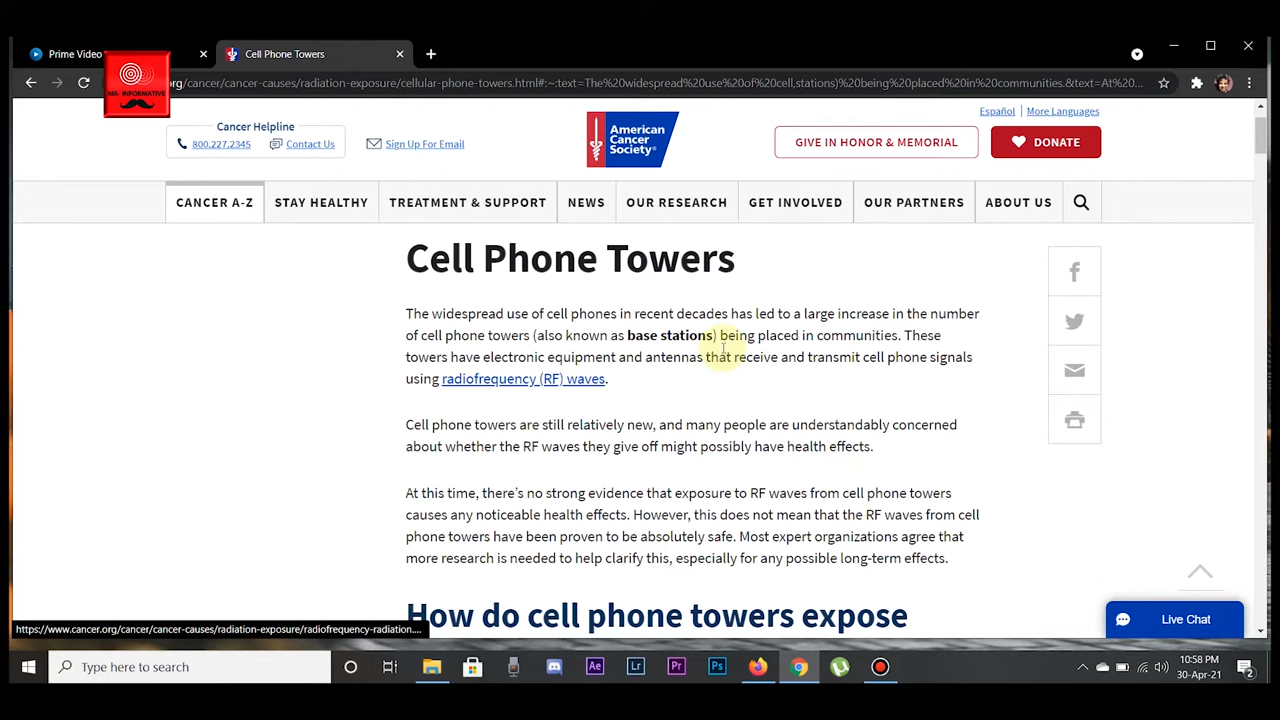 Prime Video
Cell Phone Towers
MR- INFORMATIVE
rg/cancer/cancer-causes/radiation-exposure/cellular-phone-towers.html#:~:text=The%20widespread%20use%20of%20cell,stations)%20being%20placed%20in%20communities.&text=At%20...
Español | More Languages
Cancer Helpline
800.227.2345
Contact Us
Sign Up For Email
American
Cancer
Society®
GIVE IN HONOR & MEMORIAL
DONATE
CANCER A-Z
STAY HEALTHY
TREATMENT & SUPPORT
NEWS
OUR RESEARCH
GET INVOLVED
OUR PARTNERS
ABOUT US
Cell Phone Towers
The widespread use of cell phones in recent decades has led to a large increase in the number
of cell phone towers (also known as base stations) being placed in communities. These
towers have electronic equipment and antennas that receive and transmit cell phone signals
using radiofrequency (RF) waves.
Cell phone towers are still relatively new, and many people are understandably concerned
about whether the RF waves they give off might possibly have health effects.
At this time, there's no strong evidence that exposure to RF waves from cell phone towers
causes any noticeable health effects. However, this does not mean that the RF waves from cell
phone towers have been proven to be absolutely safe. Most expert organizations agree that
more research is needed to help clarify this, especially for any possible long-term effects.
How do cell phone towers expose
Live Chat
https://www.cancer.org/cancer/cancer-causes/radiation-exposure/radiofrequency-radiation....
Type here to search
Ae
Lr
Pr
Ps
10:58 PM
30-Apr-21
2